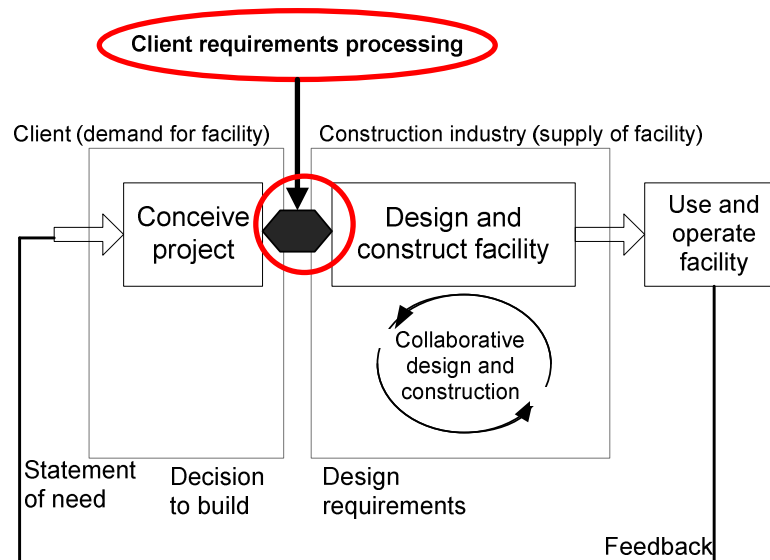 Client requirements processing
Client (demand for facility)
Construction industry (supply of facility)
Conceive
project
Design and
construct facility
Use and
operate
facility
Collaborative
design and
construction
Statement
of need
Decision
to build
Design
requirements
Feedback